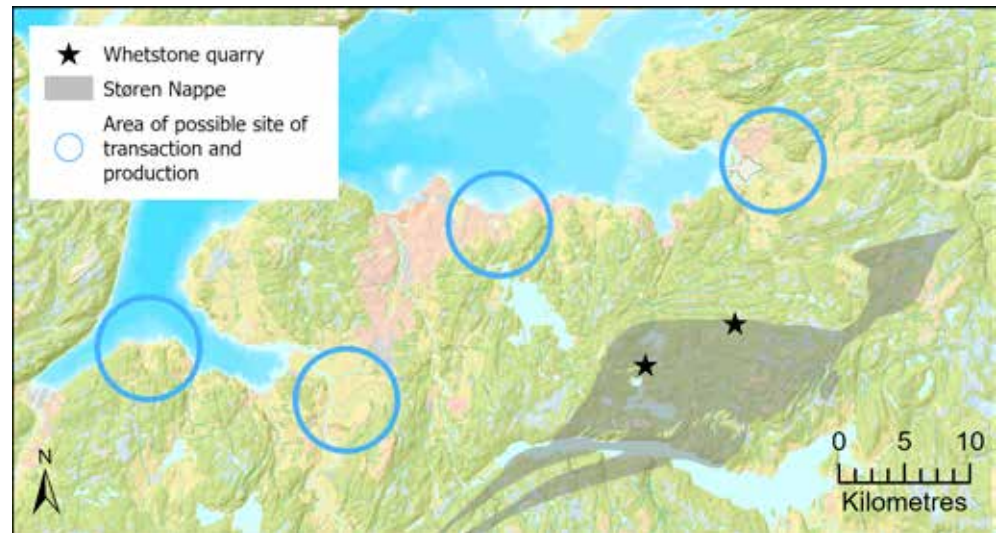 Whetstone quarry
Støren Nappe
Area of possible site of
transaction and
production
N
0 5 10
Kilometres